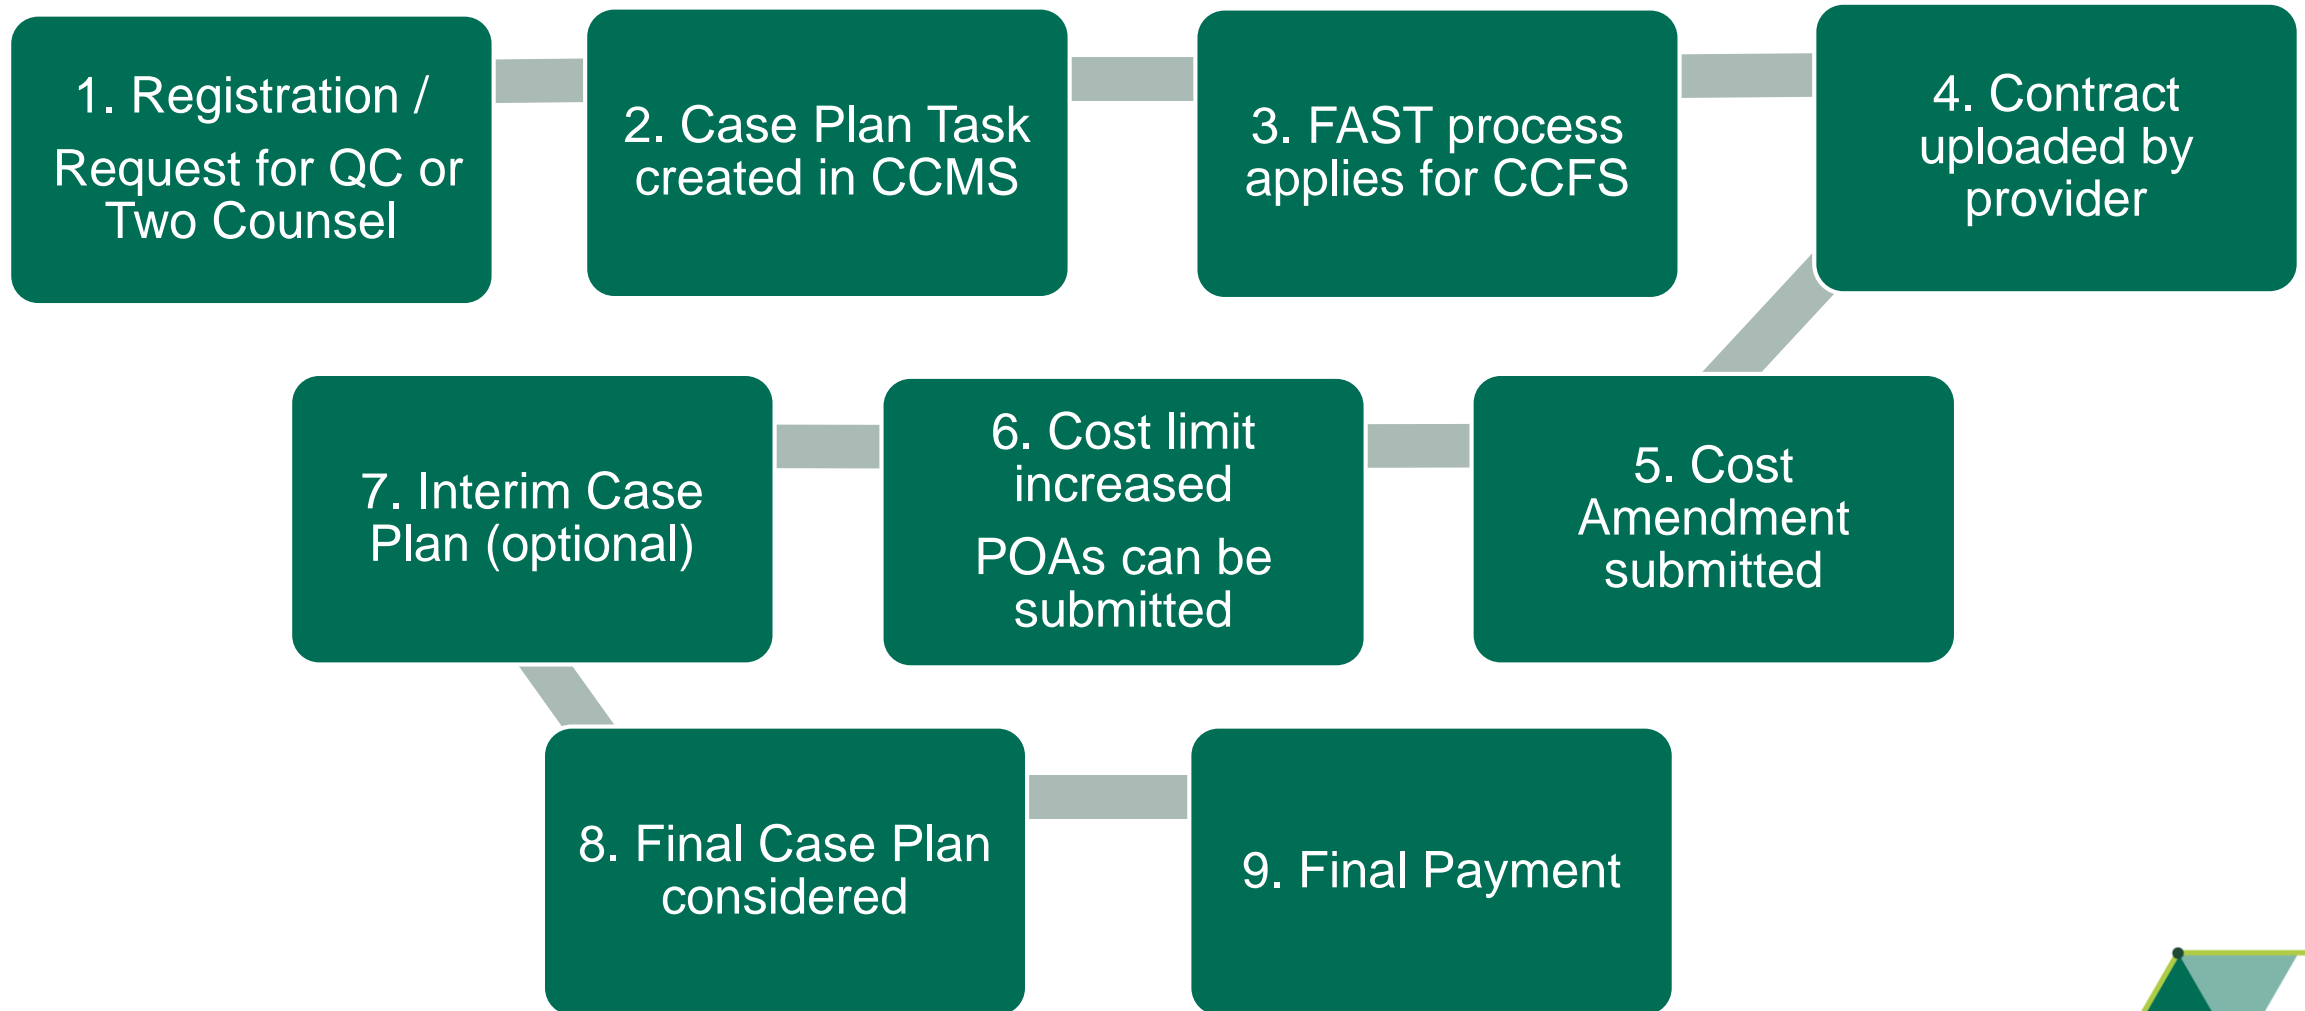 1. Registration /
Request for QC or
Two Counsel
2. Case Plan Task
created in CCMS
3. FAST process
applies for CCFS
4. Contract
uploaded by
provider
5. Cost
Amendment
submitted
6. Cost limit
increased
POAs can be
submitted
7. Interim Case
Plan (optional)
8. Final Case Plan
considered
9. Final Payment